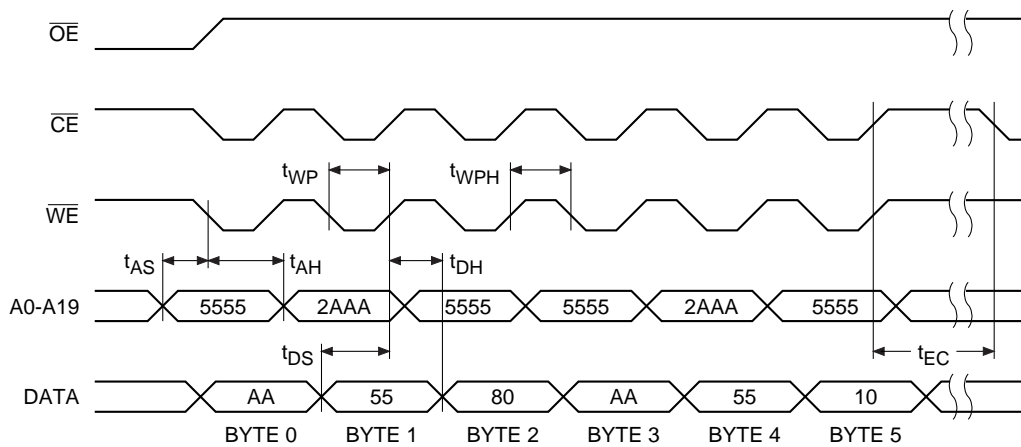 OE
CE
tWP
tWPH
WE
tAS
tAH
tDH
A0-A19
5555
2AAA
5555
5555
2AAA
5555
tDS
tEC
DATA
AA
55
80
AA
55
10
BYTE 0
BYTE 1
BYTE 2
BYTE 3
BYTE 4
BYTE 5